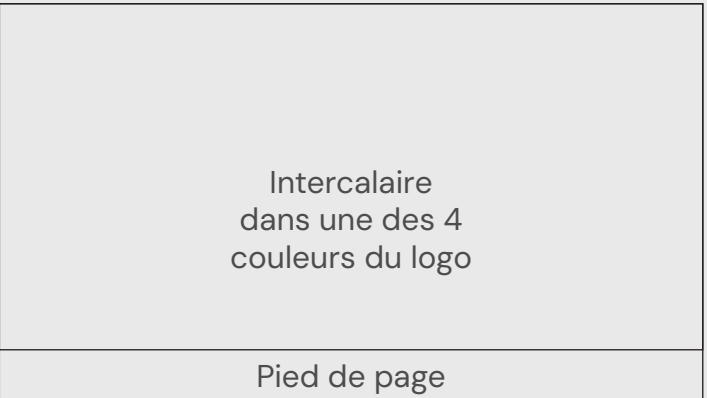 Intercalaire
dans une des 4
couleurs du logo
Pied de page